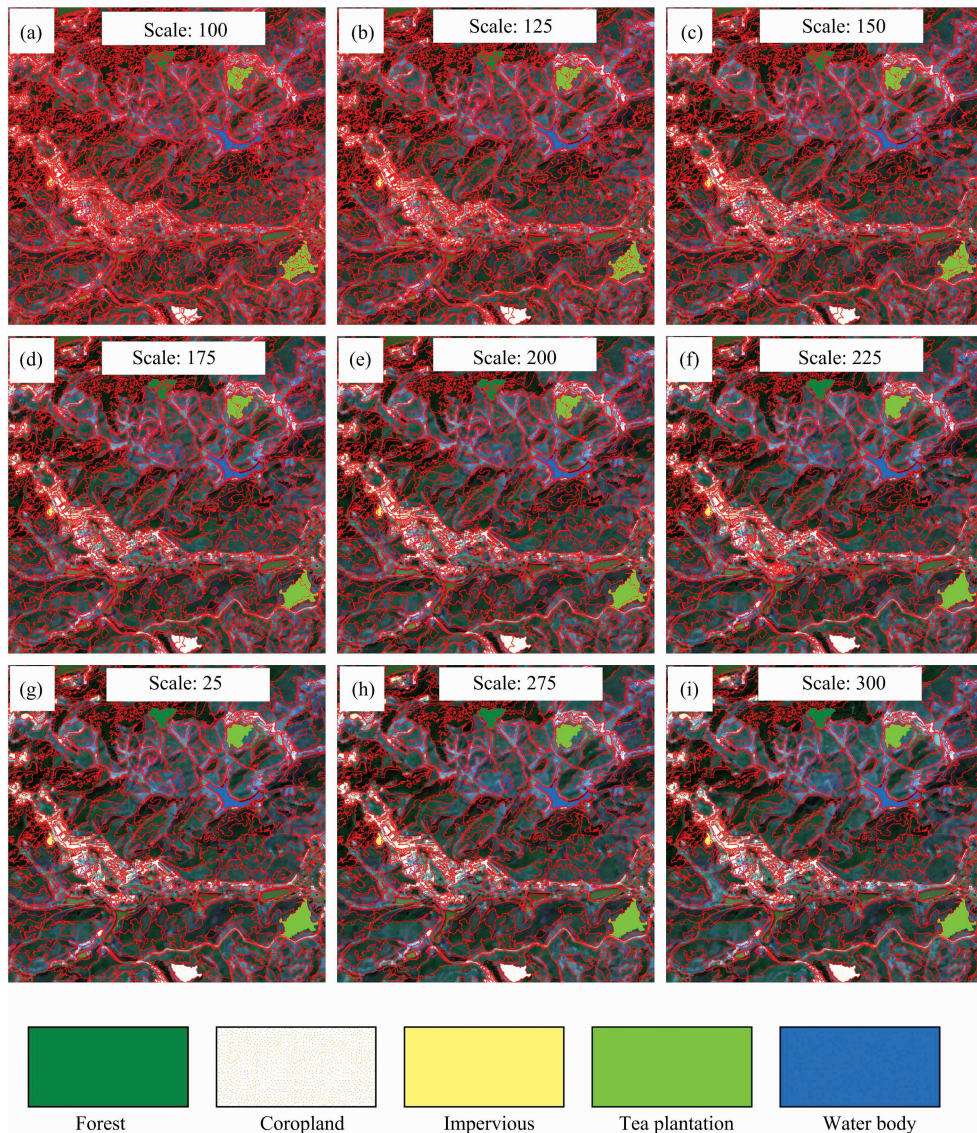 (a) Scale: 100
(b) Scale: 125
(c) Scale: 150
(d) Scale: 175
(e) Scale: 200
(f) Scale: 225
(g) Scale: 25
(h) Scale: 275
(i) Scale: 300
Forest
Coropland
Impervious
Tea plantation
Water body